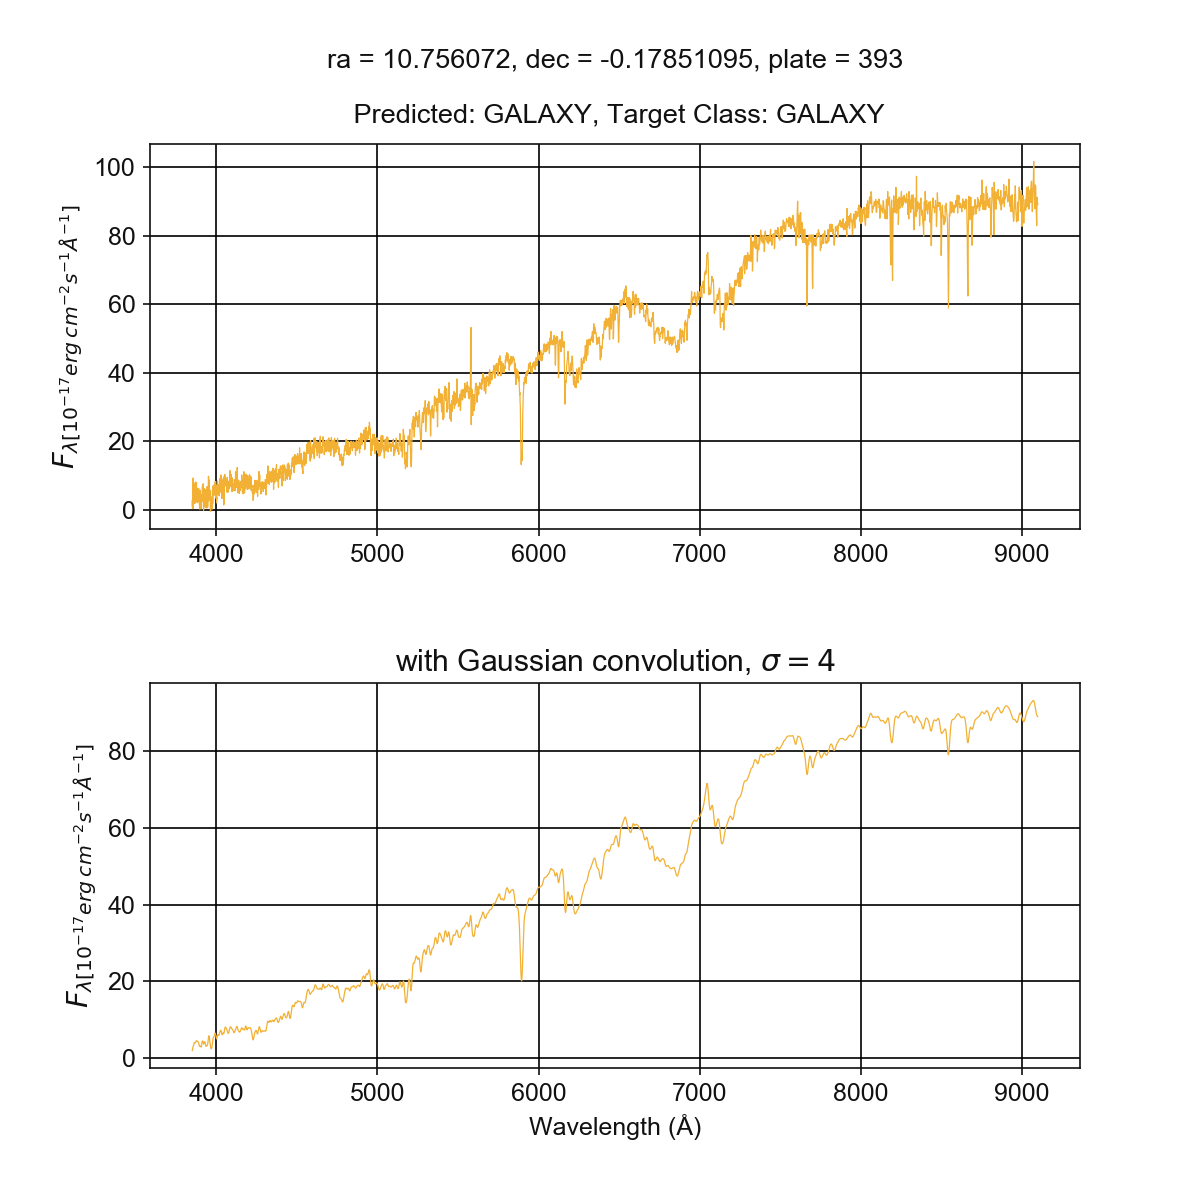 ra = 10.756072, dec = -0.17851095, plate = 393
Predicted: GALAXY, Target Class: GALAXY
100
80
60
40
20
0
F_λ[10^−17 erg cm^−2 s^−1 Å^−1]
4000 5000 6000 7000 8000 9000
with Gaussian convolution, σ = 4
80
60
40
20
0
F_λ[10^−17 erg cm^−2 s^−1 Å^−1]
4000 5000 6000 7000 8000 9000
Wavelength (Å)